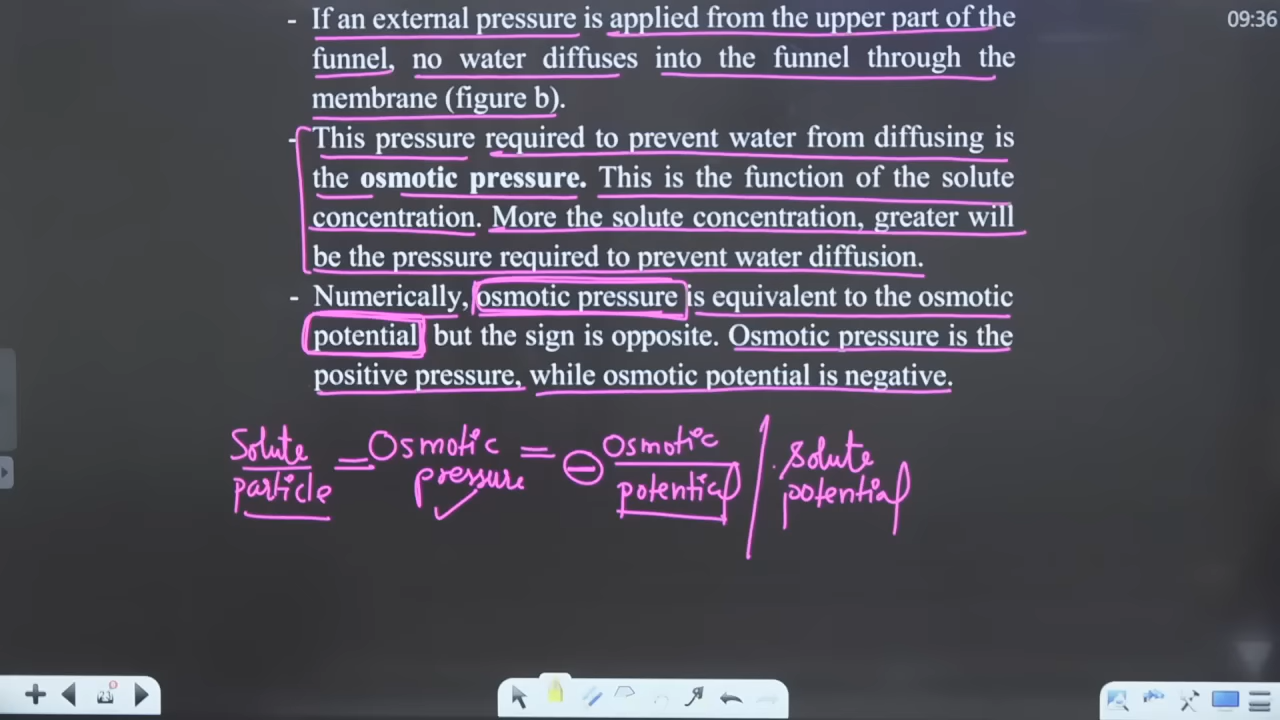 - If an external pressure is applied from the upper part of the
09:36
funnel, no water diffuses into the funnel through the
membrane (figure b).
- This pressure required to prevent water from diffusing is
the osmotic pressure. This is the function of the solute
concentration. More the solute concentration, greater will
be the pressure required to prevent water diffusion.
- Numerically, osmotic pressure is equivalent to the osmotic
potential but the sign is opposite. Osmotic pressure is the
positive pressure, while osmotic potential is negative.
Solute particle = Osmotic pressure = ⊖ Osmotic potential / Solute potential